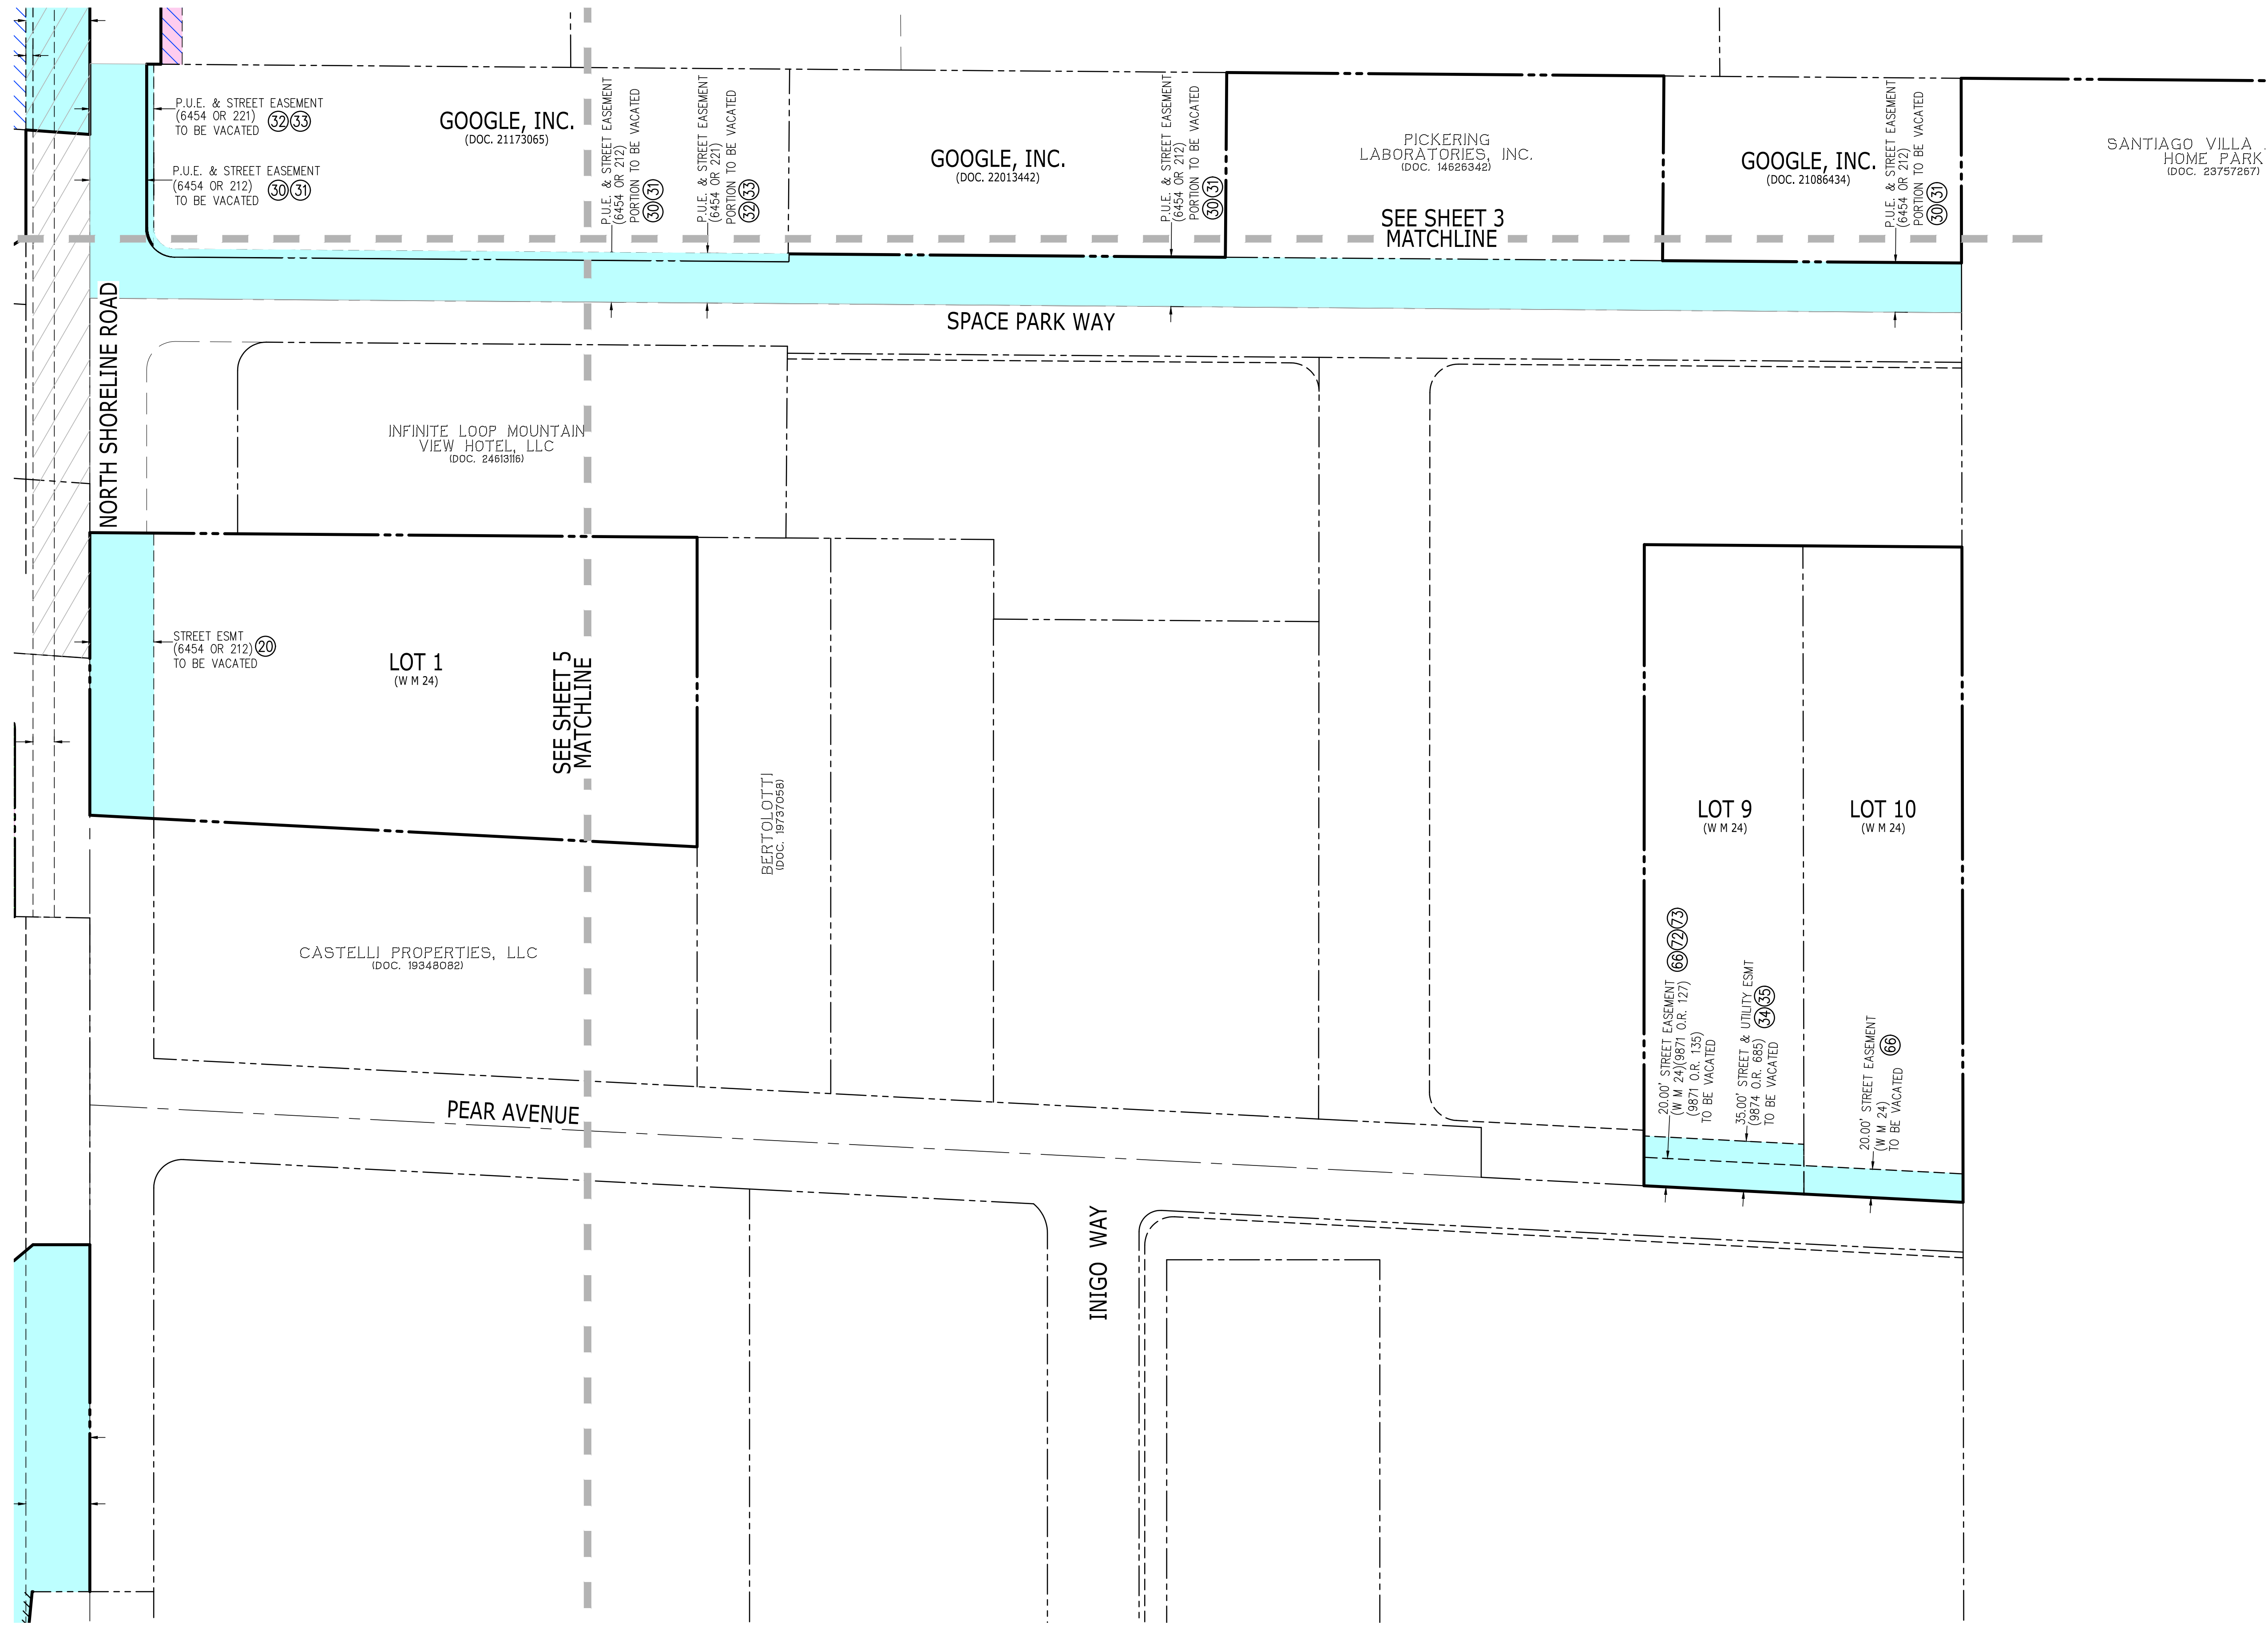 P.U.E. & STREET EASEMENT
(6454 OR 221)
TO BE VACATED
32 33
P.U.E. & STREET EASEMENT
(6454 OR 212)
TO BE VACATED
30 31
GOOGLE, INC.
(DOC. 21173065)
P.U.E. & STREET EASEMENT
(6454 OR 212)
PORTION TO BE VACATED
30 31
P.U.E. & STREET EASEMENT
(6454 OR 221)
PORTION TO BE VACATED
32 33
GOOGLE, INC.
(DOC. 22013442)
P.U.E. & STREET EASEMENT
(6454 OR 212)
PORTION TO BE VACATED
30 31
PICKERING
LABORATORIES, INC.
(DOC. 14626342)
SEE SHEET 3
MATCHLINE
GOOGLE, INC.
(DOC. 21086434)
P.U.E. & STREET EASEMENT
(6454 OR 212)
PORTION TO BE VACATED
30 31
SANTIAGO VILLA
HOME PARK
(DOC. 23757267)
NORTH SHORELINE ROAD
SPACE PARK WAY
INFINITE LOOP MOUNTAIN
VIEW HOTEL, LLC
(DOC. 24613116)
STREET ESMT
(6454 OR 212) 20
TO BE VACATED
LOT 1
(W M 24)
SEE SHEET 5
MATCHLINE
BERTOLOTTI
(DOC. 19737058)
LOT 9
(W M 24)
LOT 10
(W M 24)
CASTELLI PROPERTIES, LLC
(DOC. 19348082)
20.00' STREET EASEMENT 66 72 73
(W M 24)(9871 O.R. 127)
(9871 O.R. 135)
TO BE VACATED
35.00' STREET & UTILITY ESMT
(9874 O.R. 685) 34 35
TO BE VACATED
20.00' STREET EASEMENT
(W M 24) 66
TO BE VACATED
PEAR AVENUE
INIGO WAY